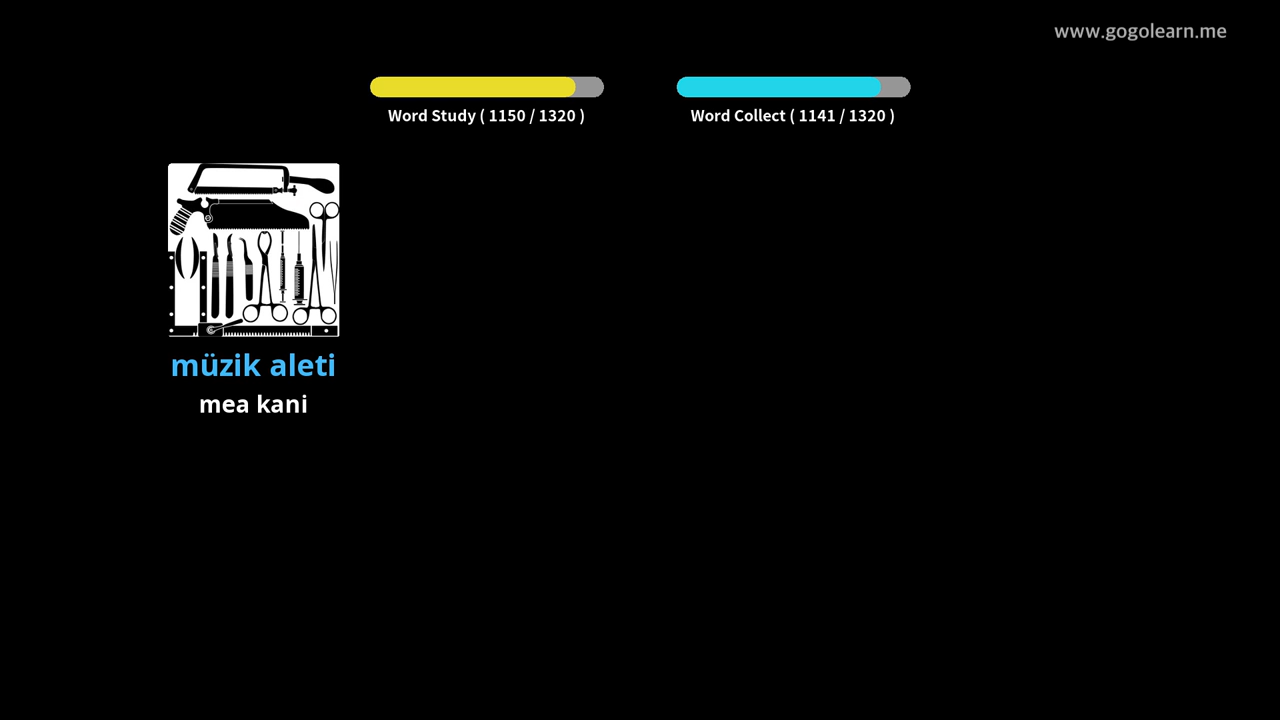 www.gogolearn.me
Word Study ( 1150 / 1320 )
Word Collect ( 1141 / 1320 )
müzik aleti
mea kani